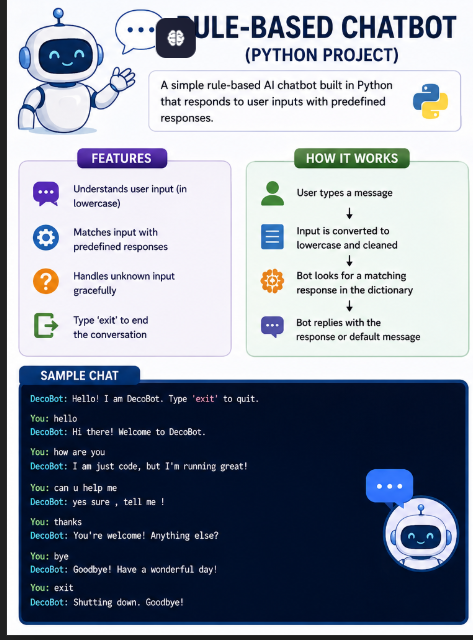 RULE-BASED CHATBOT
(PYTHON PROJECT)
A simple rule-based AI chatbot built in Python
that responds to user inputs with predefined
responses.
FEATURES
Understands user input (in
lowercase)
Matches input with
predefined responses
Handles unknown input
gracefully
Type 'exit' to end
the conversation
HOW IT WORKS
User types a message
Input is converted to
lowercase and cleaned
Bot looks for a matching
response in the dictionary
Bot replies with the
response or default message
SAMPLE CHAT
DecoBot: Hello! I am DecoBot. Type 'exit' to quit.
You: hello
DecoBot: Hi there! Welcome to DecoBot.
You: how are you
DecoBot: I am just code, but I'm running great!
You: can u help me
DecoBot: yes sure , tell me !
You: thanks
DecoBot: You're welcome! Anything else?
You: bye
DecoBot: Goodbye! Have a wonderful day!
You: exit
DecoBot: Shutting down. Goodbye!